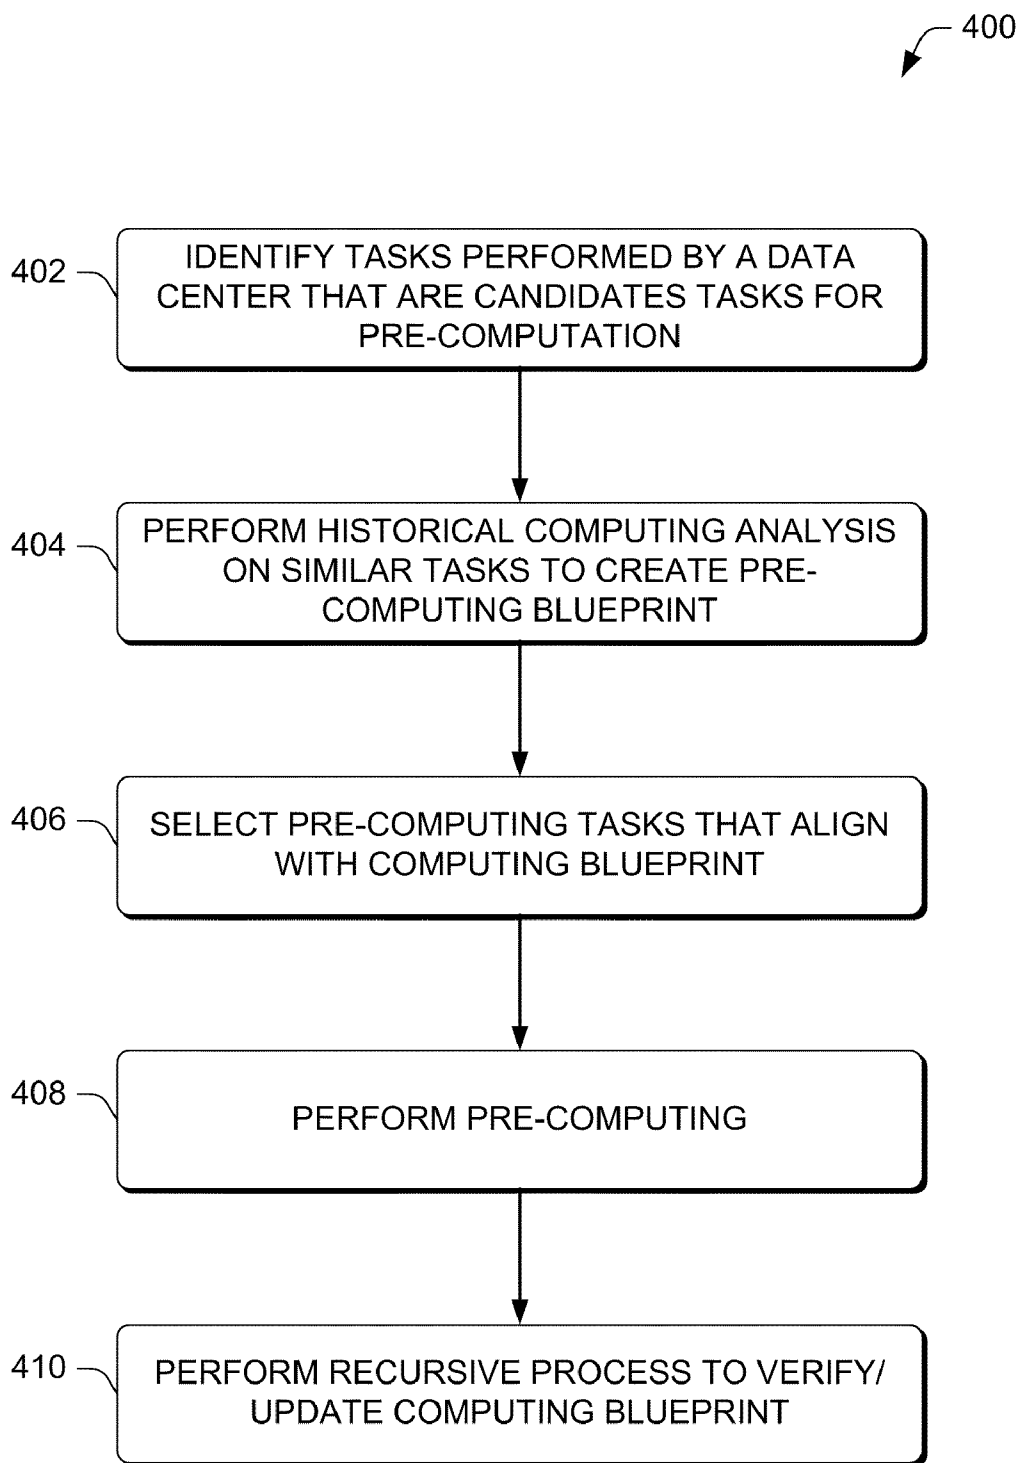 400
402
IDENTIFY TASKS PERFORMED BY A DATA
CENTER THAT ARE CANDIDATES TASKS FOR
PRE-COMPUTATION
404
PERFORM HISTORICAL COMPUTING ANALYSIS
ON SIMILAR TASKS TO CREATE PRE-
COMPUTING BLUEPRINT
406
SELECT PRE-COMPUTING TASKS THAT ALIGN
WITH COMPUTING BLUEPRINT
408
PERFORM PRE-COMPUTING
410
PERFORM RECURSIVE PROCESS TO VERIFY/
UPDATE COMPUTING BLUEPRINT